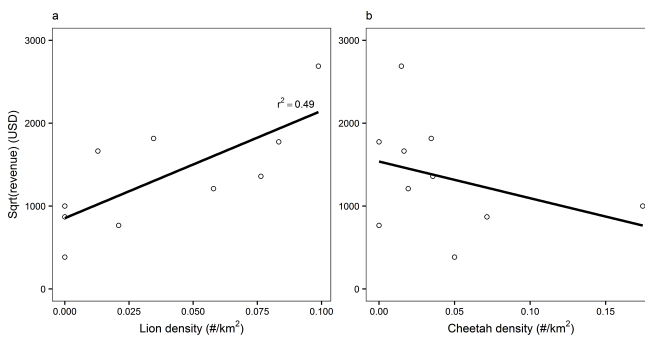 a
b
Sqrt(revenue) (USD)
3000
2000
1000
0
r² = 0.49
0.000
0.025
0.050
0.075
0.100
Lion density (#/km²)
3000
2000
1000
0
0.00
0.05
0.10
0.15
Cheetah density (#/km²)